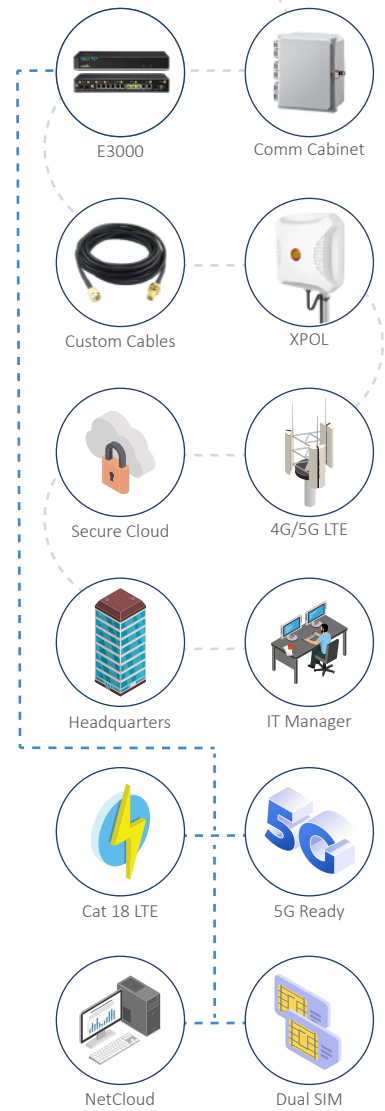 E3000
Comm Cabinet
Custom Cables
XPOL
Secure Cloud
4G/5G LTE
Headquarters
IT Manager
5G
Cat 18 LTE
5G Ready
NetCloud
Dual SIM